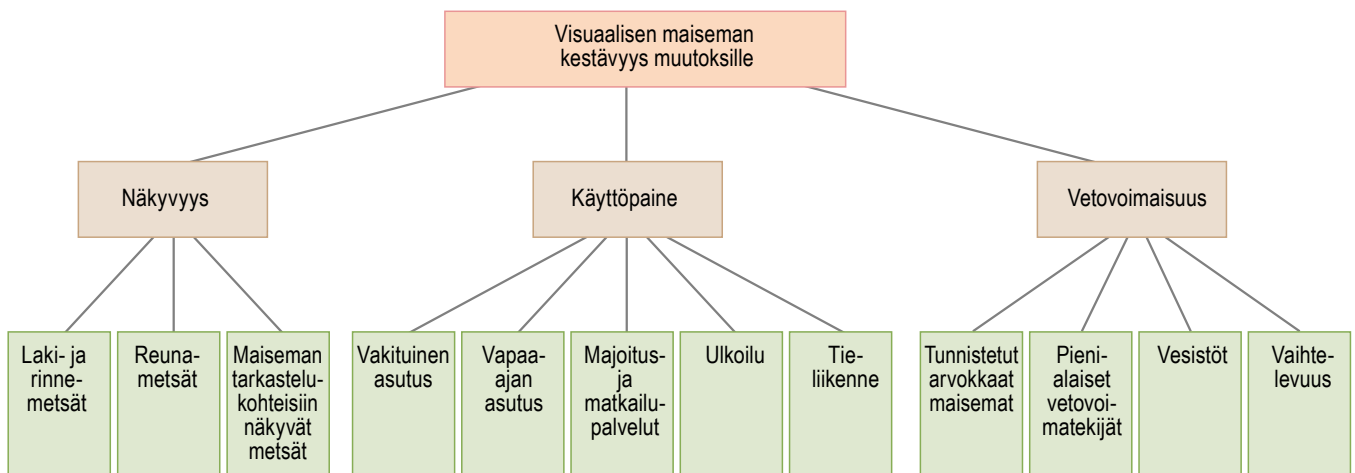 Visuaalisen maiseman
kestävyys muutoksille
Näkyvyys
Käyttöpaine
Vetovoimaisuus
Laki- ja
rinne-
metsät
Reuna-
metsät
Maiseman
tarkastelu-
kohteisiin
näkyvät
metsät
Vakituinen
asutus
Vapaa-
ajan
asutus
Majoitus-
ja
matkailu-
palvelut
Ulkoilu
Tie-
liikenne
Tunnistetut
arvokkaat
maisemat
Pieni-
alaiset
vetovoi-
matekijät
Vesistöt
Vaihte-
levuus